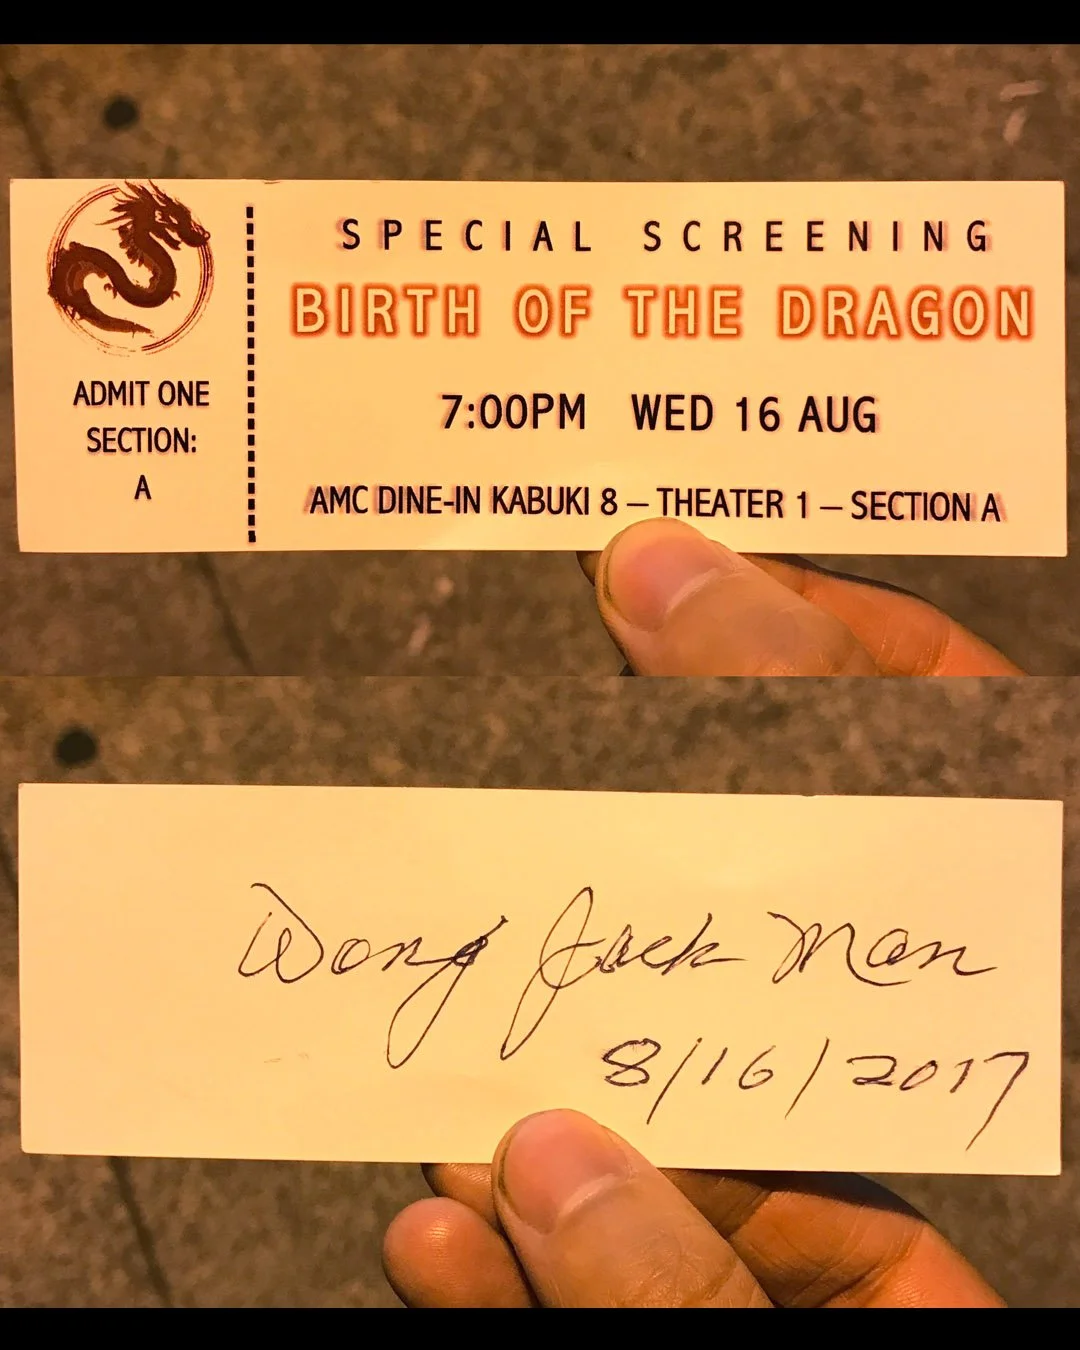 SPECIAL SCREENING
BIRTH OF THE DRAGON
7:00PM WED 16 AUG
AMC DINE-IN KABUKI 8 – THEATER 1 – SECTION A
ADMIT ONE
SECTION:
A
Wong Jack Man
8/16/2017